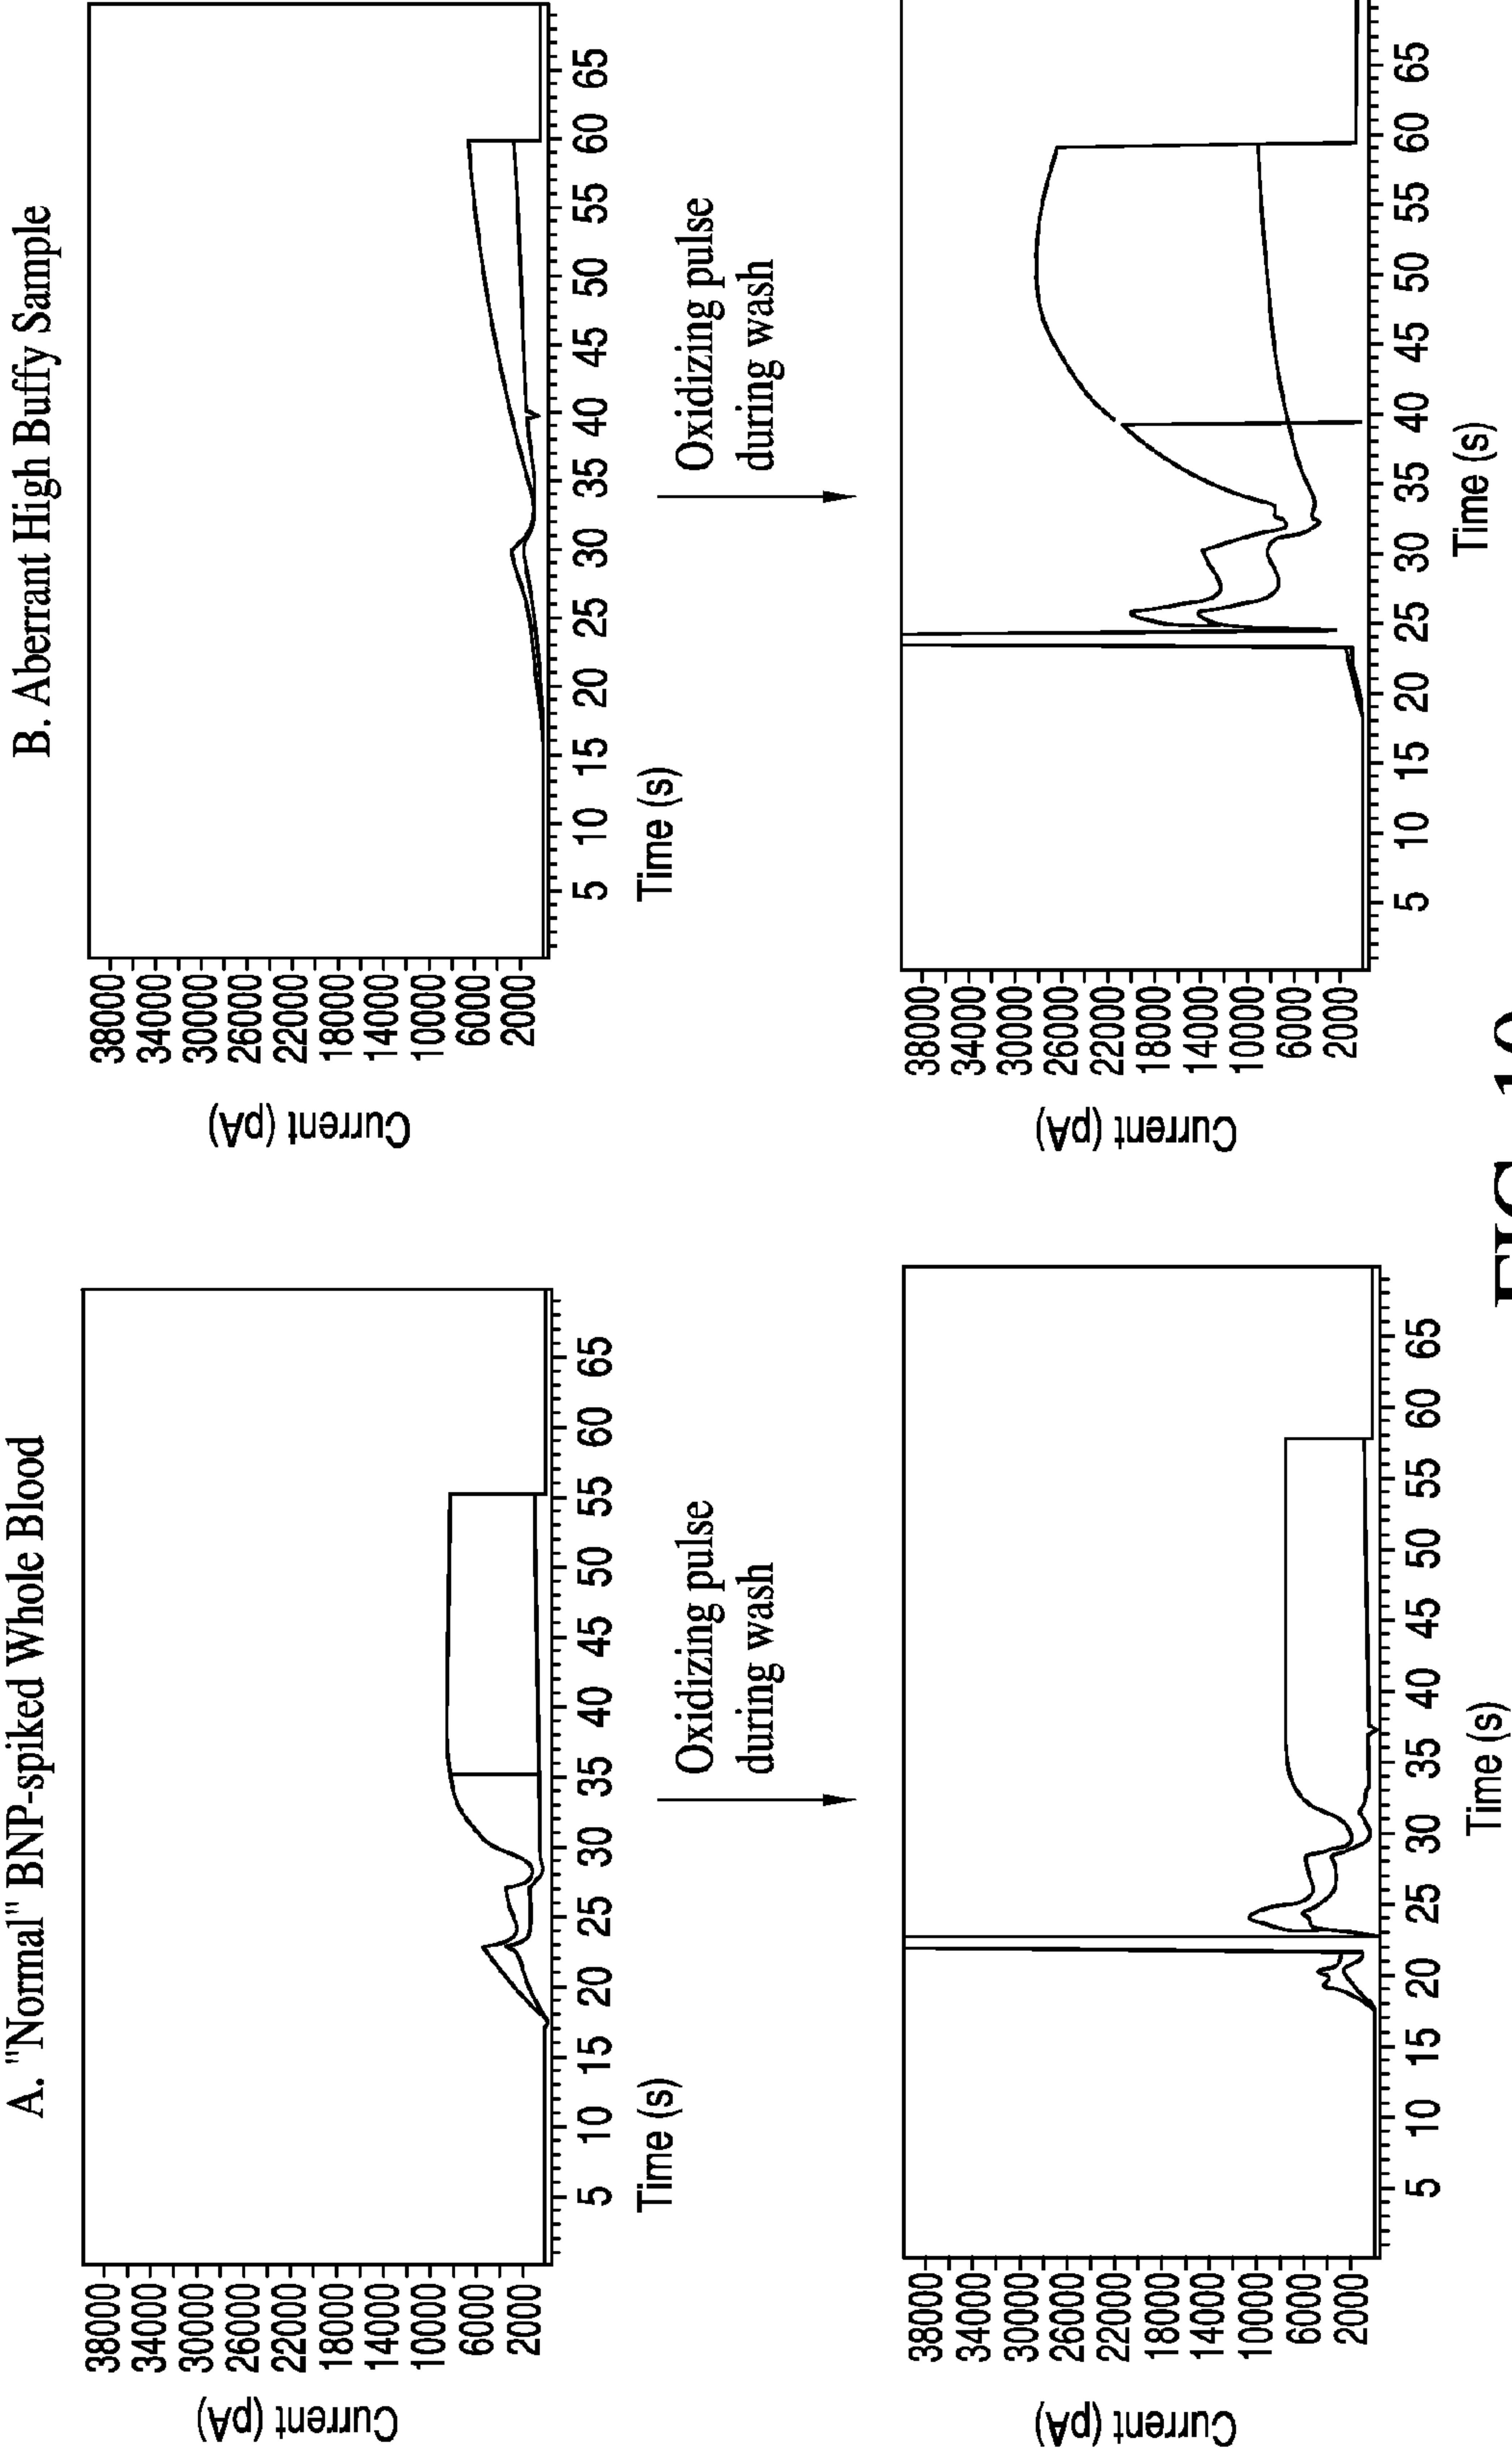 A. "Normal" BNP-spiked Whole Blood
Current (pA)
38000
34000
30000
26000
22000
18000
14000
10000
6000
20000
5 10 15 20 25 30 35 40 45 50 55 60 65
Time (s)
Oxidizing pulse
during wash
Current (pA)
38000
34000
30000
26000
22000
18000
14000
10000
6000
2000
5 10 15 20 25 30 35 40 45 50 55 60 65
Time (s)
B. Aberrant High Buffy Sample
Current (pA)
38000
34000
30000
26000
22000
18000
14000
10000
6000
2000
5 10 15 20 25 30 35 40 45 50 55 60 65
Time (s)
Oxidizing pulse
during wash
Current (pA)
38000
34000
30000
26000
22000
18000
14000
10000
6000
2000
5 10 15 20 25 30 35 40 45 50 55 60 65
Time (s)
FIG